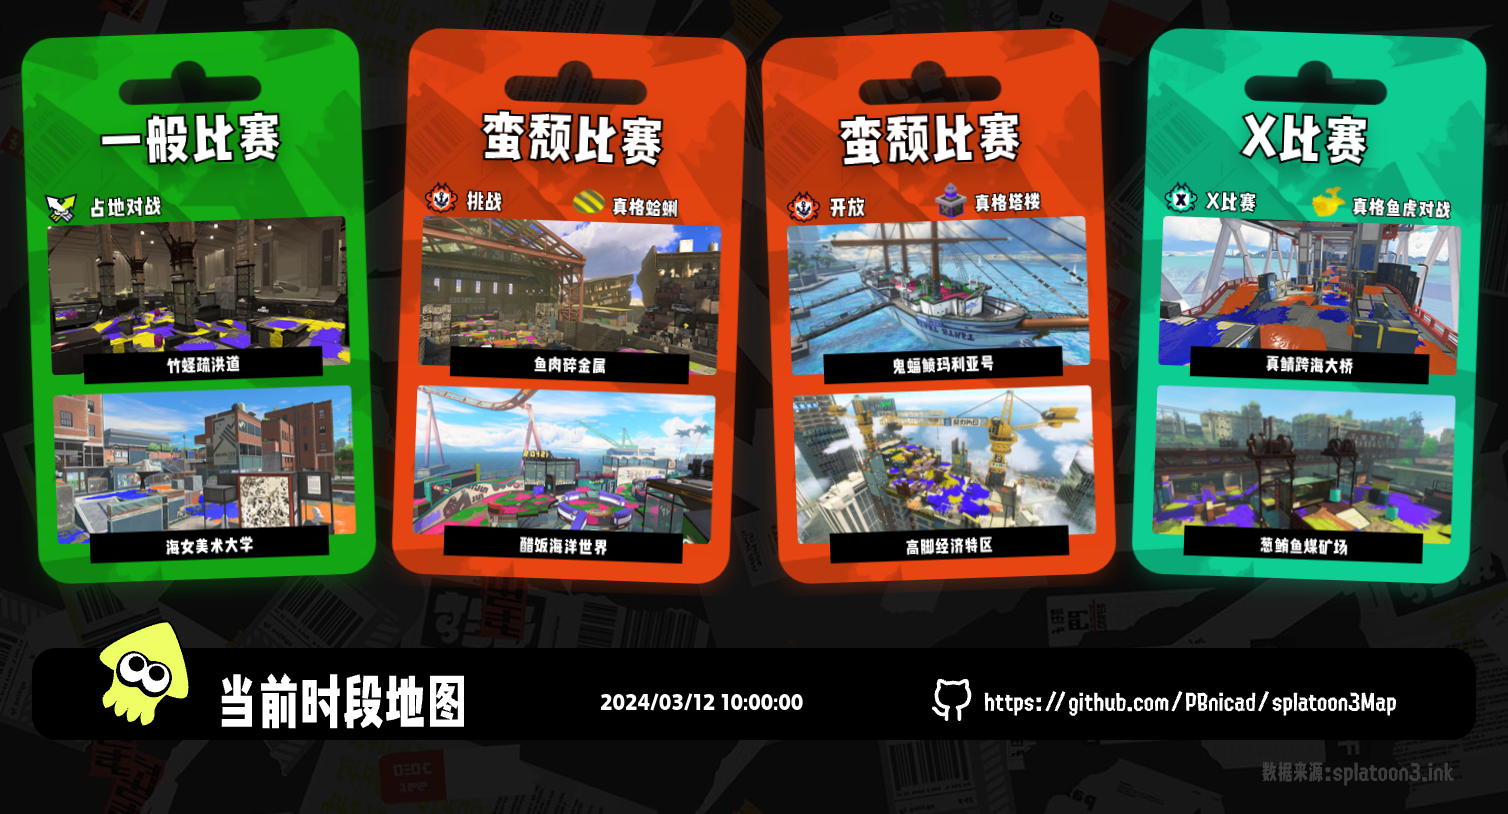 一般比赛
占地对战
竹蛏疏洪道
海女美术大学
蛮颓比赛
挑战
真格蛤蜊
鱼肉碎金属
醋饭海洋世界
蛮颓比赛
开放
真格塔楼
鬼蝠鲼玛利亚号
高脚经济特区
X比赛
X比赛
真格鱼虎对战
真鲭跨海大桥
葱鲔鱼煤矿场
当前时段地图
2024/03/12 10:00:00
https://github.com/PBnicad/splatoon3Map
数据来源:splatoon3.ink